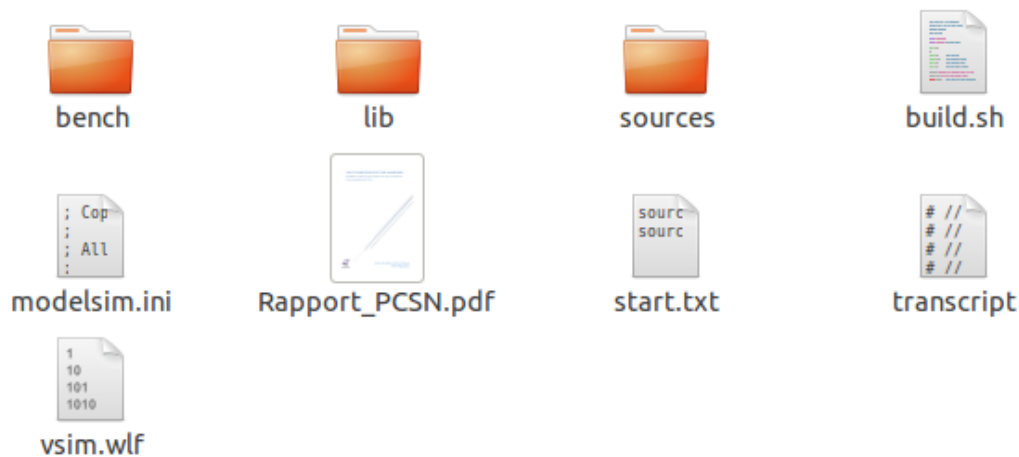 bench
lib
sources
build.sh
; Cop
;
; All
:
modelsim.ini
Rapport_PCSN.pdf
sourc
sourc
start.txt
# //
# //
# //
# //
transcript
1
10
101
1010
vsim.wlf